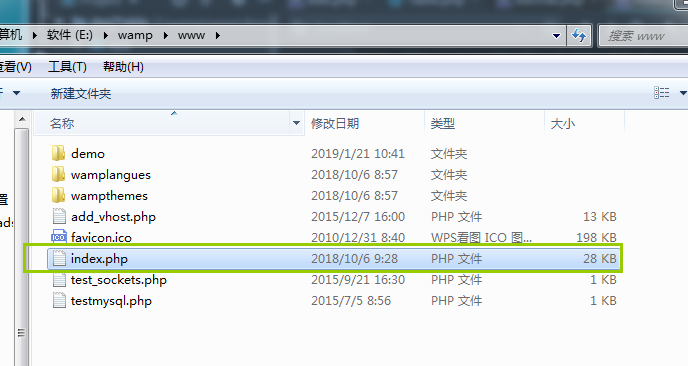 算机 ▸ 软件 (E:) ▸ wamp ▸ www ▸ 搜索 www
查看(V) 工具(T) 帮助(H)
新建文件夹
名称 修改日期 类型 大小
demo 2019/1/21 10:41 文件夹
wamplangues 2018/10/6 8:57 文件夹
wampthemes 2018/10/6 8:57 文件夹
add_vhost.php 2015/12/7 16:00 PHP 文件 13 KB
favicon.ico 2010/12/31 8:40 WPS看图 ICO 图... 198 KB
index.php 2018/10/6 9:28 PHP 文件 28 KB
test_sockets.php 2015/9/21 16:30 PHP 文件 1 KB
testmysql.php 2015/7/5 8:56 PHP 文件 1 KB
置
ads